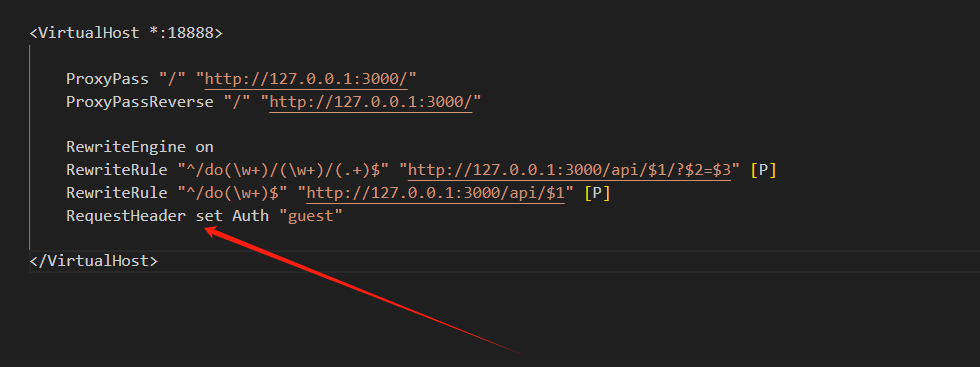 <VirtualHost *:18888>
ProxyPass "/" "http://127.0.0.1:3000/"
ProxyPassReverse "/" "http://127.0.0.1:3000/"
RewriteEngine on
RewriteRule "^/do(\w+)/(\w+)/(.+)$" "http://127.0.0.1:3000/api/$1/?$2=$3" [P]
RewriteRule "^/do(\w+)$" "http://127.0.0.1:3000/api/$1" [P]
RequestHeader set Auth "guest"
</VirtualHost>